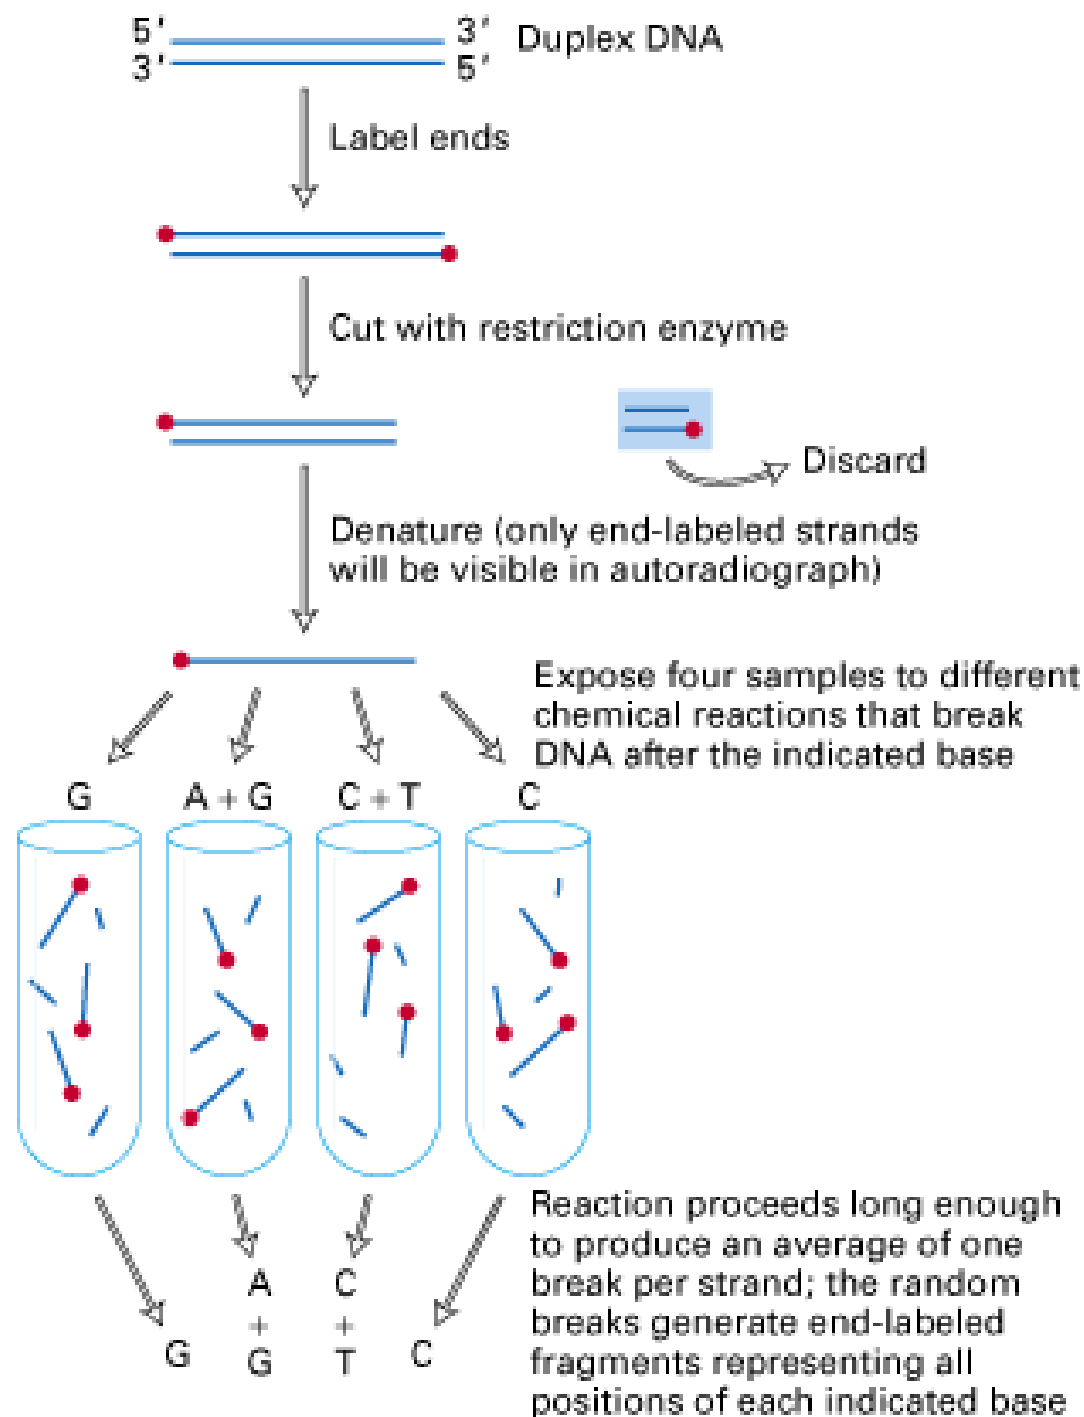 5' 3' Duplex DNA
3' 5'
Label ends
Cut with restriction enzyme
Discard
Denature (only end-labeled strands
will be visible in autoradiograph)
Expose four samples to different
chemical reactions that break
DNA after the indicated base
G A + G C + T C
Reaction proceeds long enough
to produce an average of one
break per strand; the random
breaks generate end-labeled
fragments representing all
positions of each indicated base
G
A
+
G
C
+
T
C